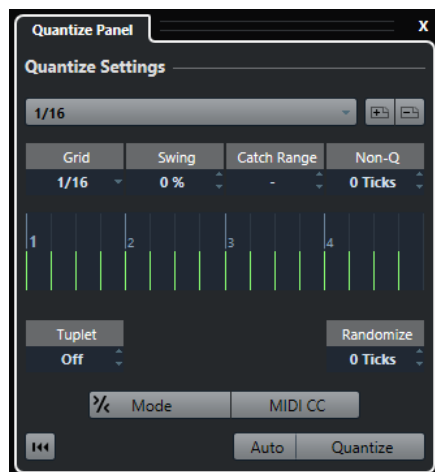 Quantize Panel X
Quantize Settings
1/16
Grid Swing Catch Range Non-Q
1/16 0 % - 0 Ticks
1 2 3 4
Tuplet Randomize
Off 0 Ticks
Mode MIDI CC
Auto Quantize